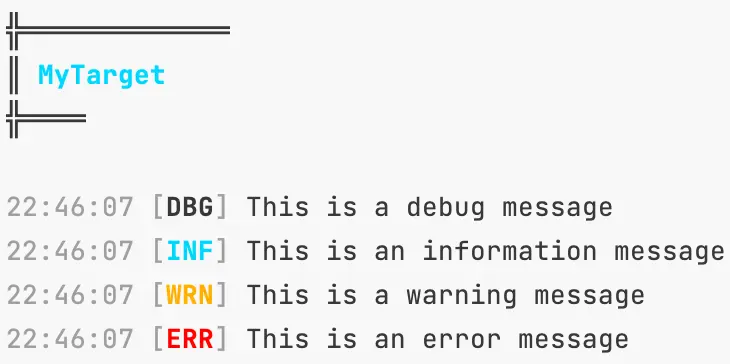 ╬══════════════
║ MyTarget
╬════
22:46:07 [DBG] This is a debug message
22:46:07 [INF] This is an information message
22:46:07 [WRN] This is a warning message
22:46:07 [ERR] This is an error message